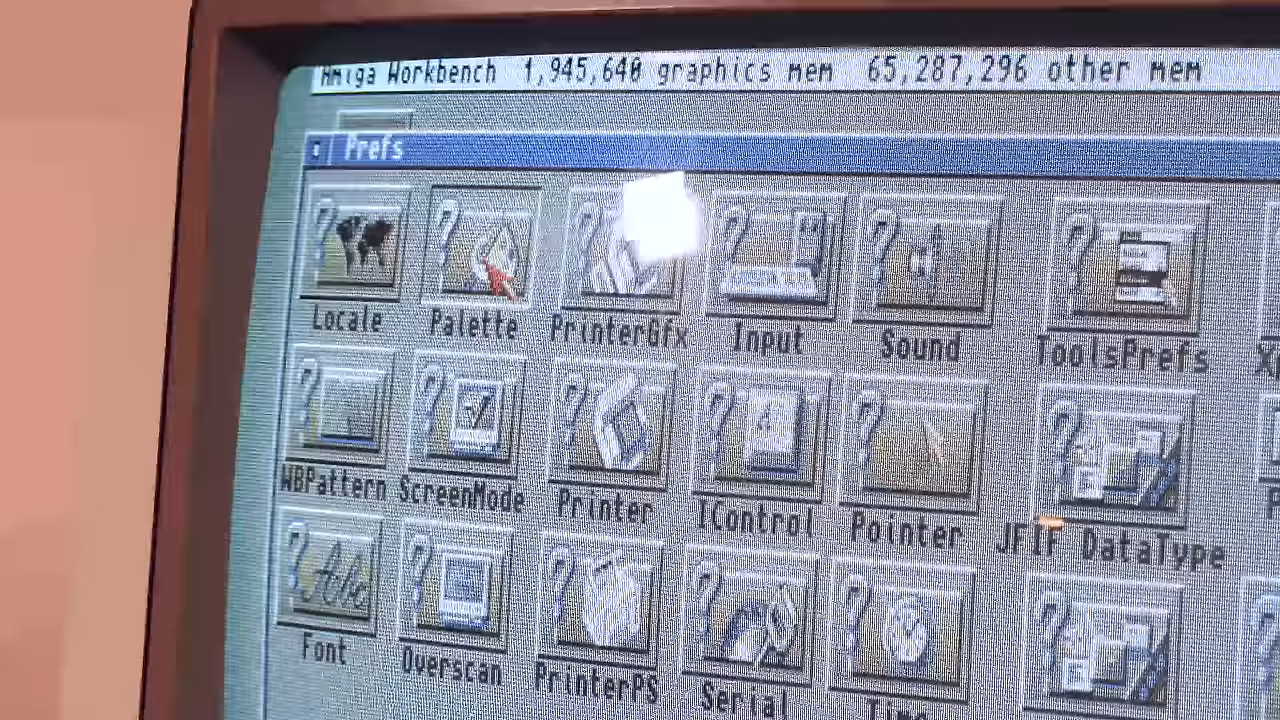 Amiga Workbench 1,945,640 graphics mem 65,287,296 other mem
Prefs
Locale Palette PrinterGfx Input Sound ToolsPrefs
WBPattern ScreenMode Printer IControl Pointer JFIF DataType
Font Overscan PrinterPS Serial Time